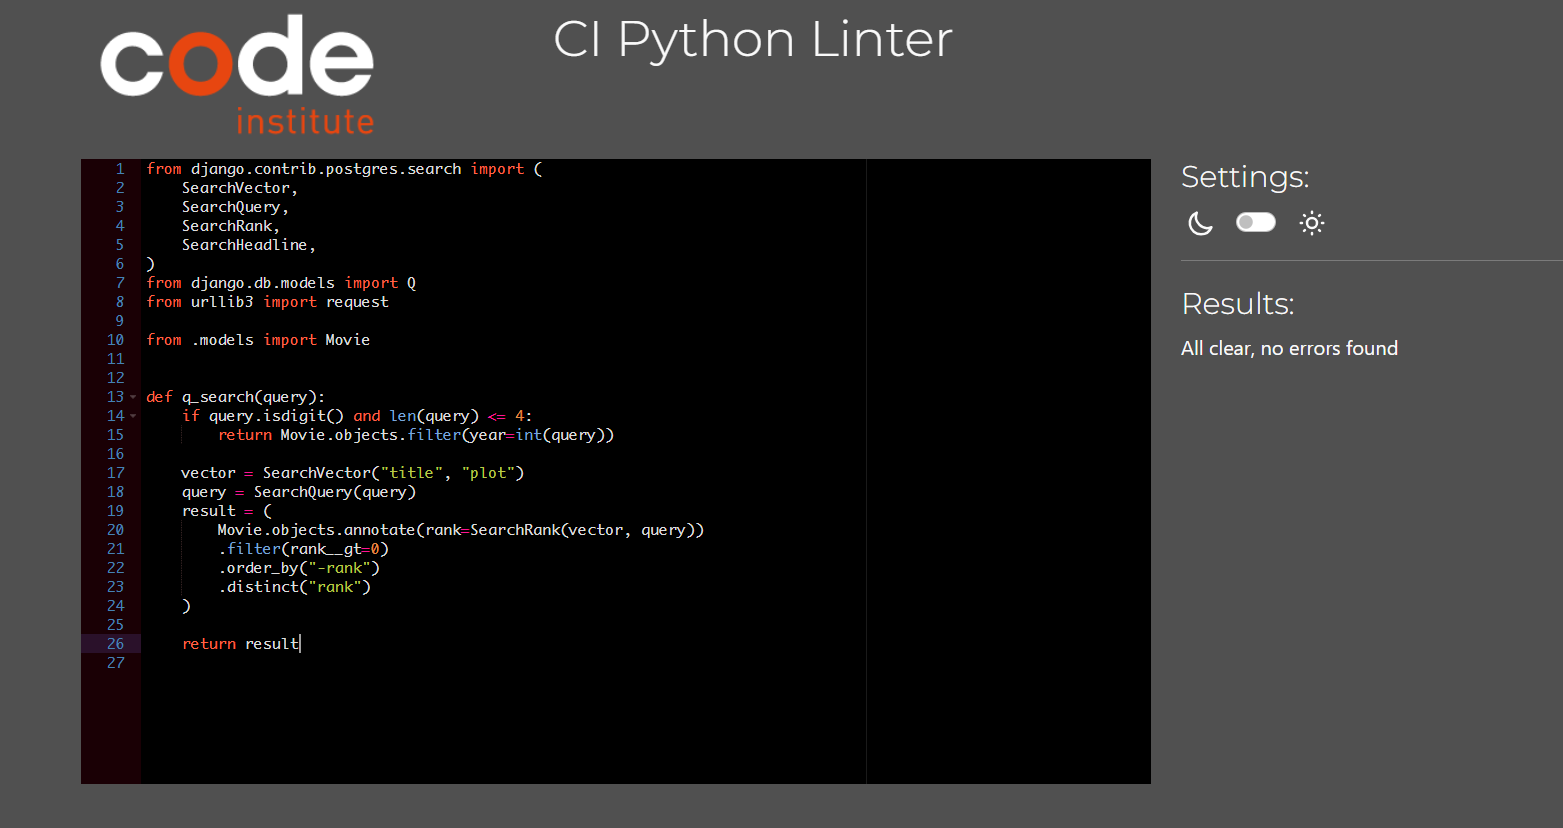 code
institute
CI Python Linter
1 from django.contrib.postgres.search import (
2     SearchVector,
3     SearchQuery,
4     SearchRank,
5     SearchHeadline,
6 )
7 from django.db.models import Q
8 from urllib3 import request
9
10 from .models import Movie
11
12
13 def q_search(query):
14     if query.isdigit() and len(query) <= 4:
15         return Movie.objects.filter(year=int(query))
16
17     vector = SearchVector("title", "plot")
18     query = SearchQuery(query)
19     result = (
20         Movie.objects.annotate(rank=SearchRank(vector, query))
21         .filter(rank__gt=0)
22         .order_by("-rank")
23         .distinct("rank")
24     )
25
26     return result
27
Settings:
Results:
All clear, no errors found